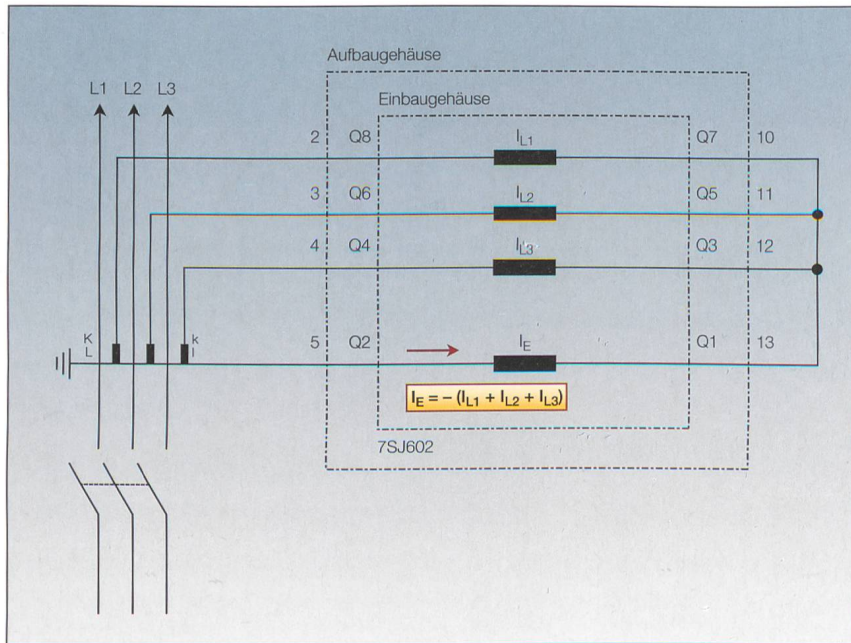 Aufbaugehäuse
L1 L2 L3
Einbaugehäuse
2 Q8 I_L1 Q7 10
3 Q6 I_L2 Q5 11
4 Q4 I_L3 Q3 12
K k
L l
5 Q2 I_E Q1 13
I_E = – (I_L1 + I_L2 + I_L3)
7SJ602